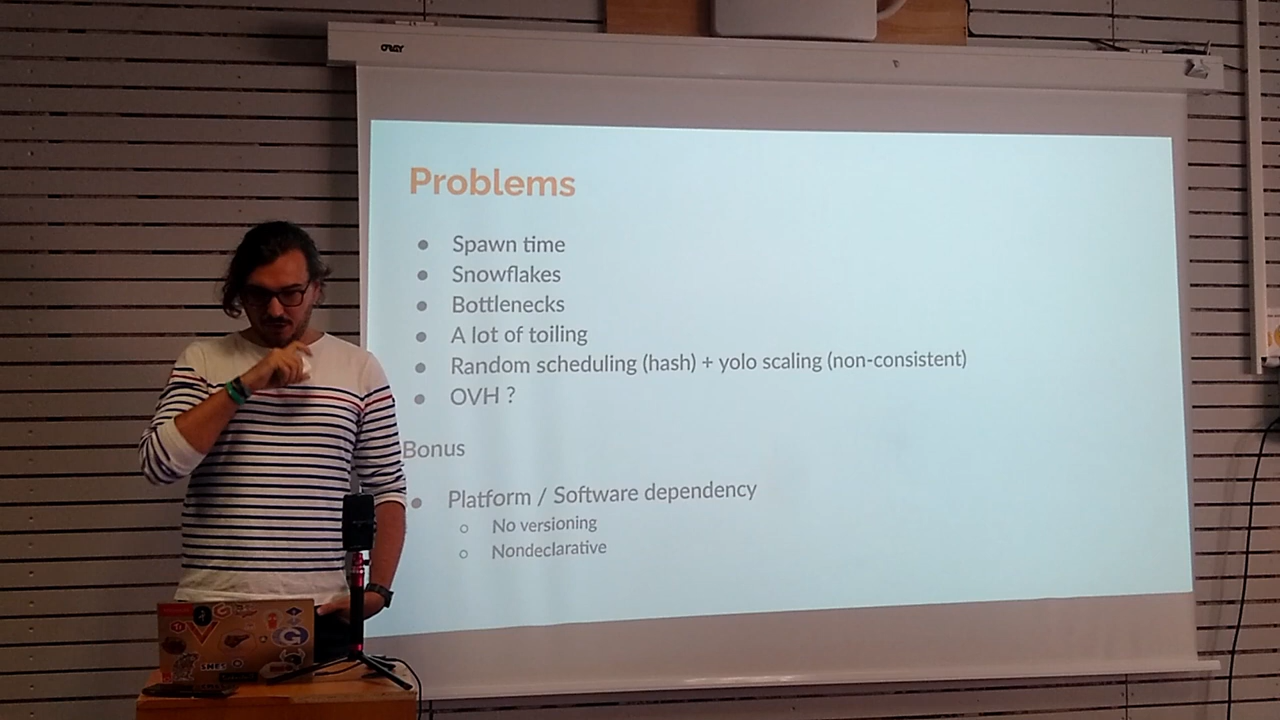 ORAY
Problems
Spawn time
Snowflakes
Bottlenecks
A lot of toiling
Random scheduling (hash) + yolo scaling (non-consistent)
OVH ?
Bonus
Platform / Software dependency
No versioning
Nondeclarative